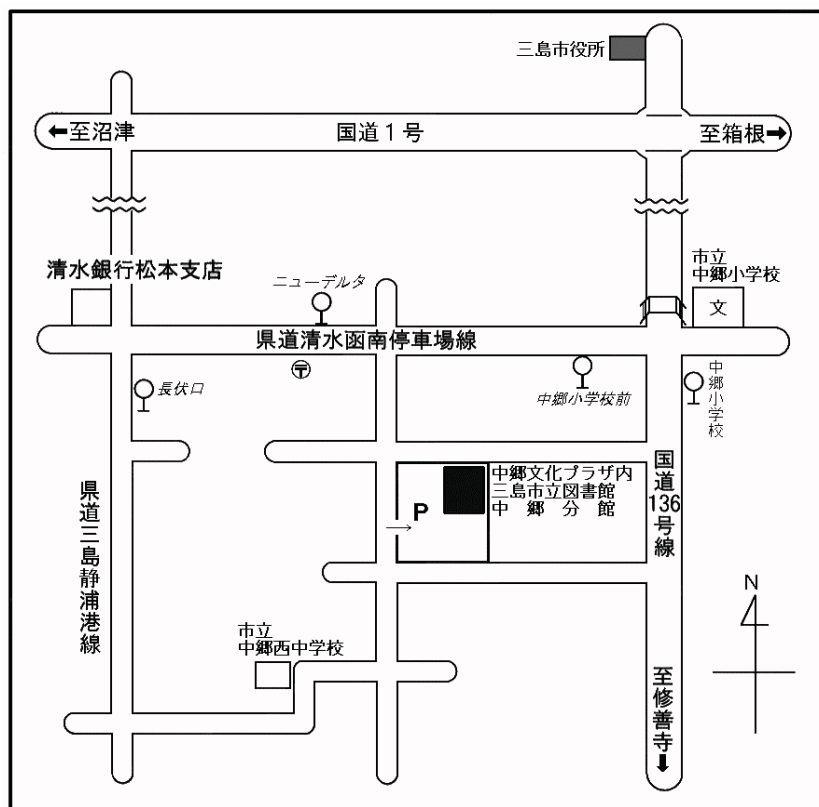 三島市役所
←至沼津
国道1号
至箱根→
清水銀行松本支店
ニューデルタ
市立
中郷小学校
文
県道清水函南停車場線
〒
長伏口
中郷小学校前
中郷小学校
中郷文化プラザ内
三島市立図書館
中郷分館
P
→
国道136号線
県道三島静浦港線
市立
中郷西中学校
N
至修善寺↓